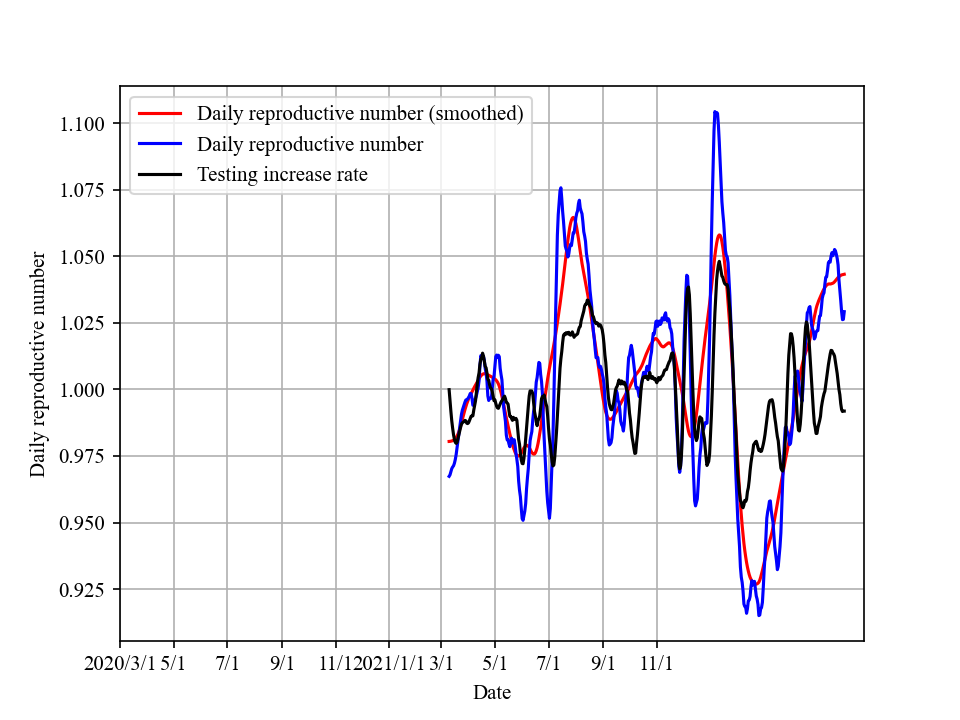 Daily reproductive number (smoothed)
Daily reproductive number
Testing increase rate
Daily reproductive number
1.100
1.075
1.050
1.025
1.000
0.975
0.950
0.925
2020/3/1 5/1 7/1 9/1 11/1 2021/1/1 3/1 5/1 7/1 9/1 11/1
Date